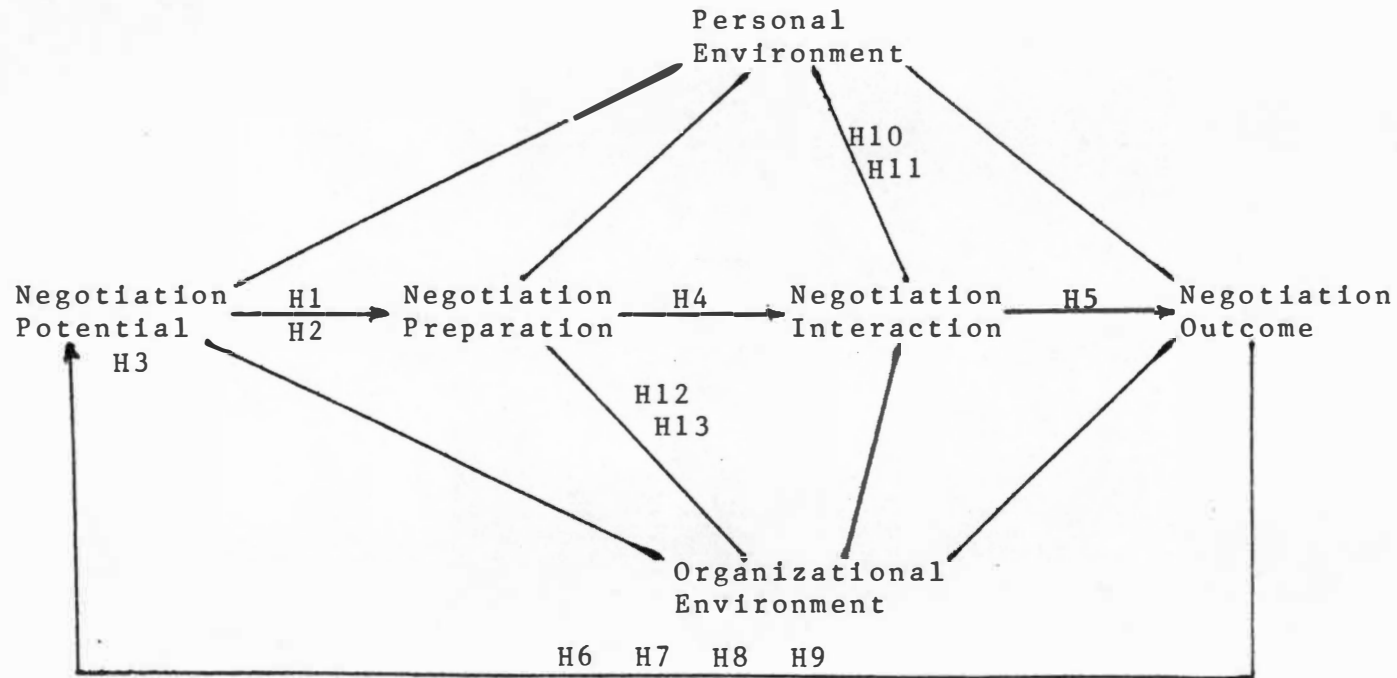 Personal
Environment
H10
H11
Negotiation
Potential
H1
H2
H3
Negotiation
Preparation
H4
Negotiation
Interaction
H5
Negotiation
Outcome
H12
H13
Organizational
Environment
H6 H7 H8 H9